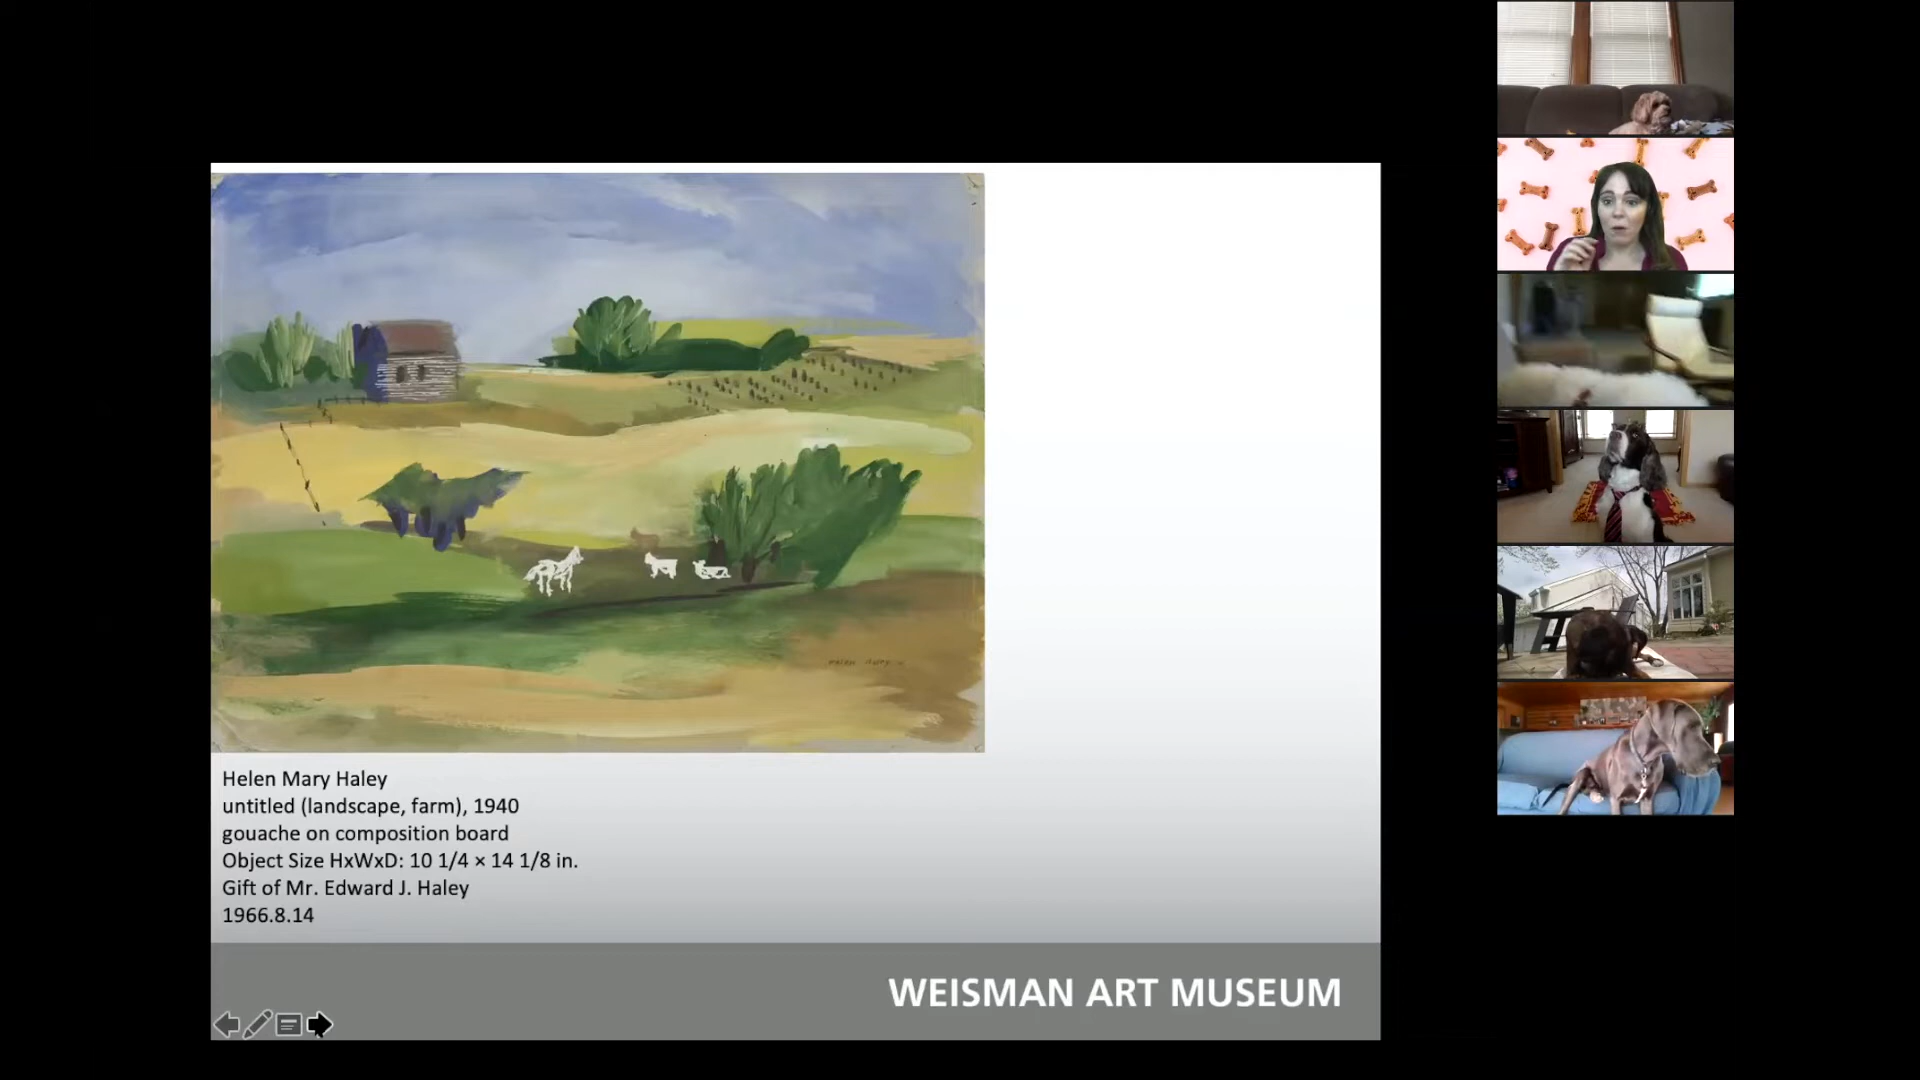 Helen Mary Haley
untitled (landscape, farm), 1940
gouache on composition board
Object Size HxWxD: 10 1/4 × 14 1/8 in.
Gift of Mr. Edward J. Haley
1966.8.14
WEISMAN ART MUSEUM